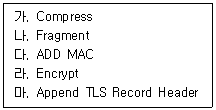 가. Compress
나. Fragment
다. ADD MAC
라. Encrypt
마. Append TLS Record Header